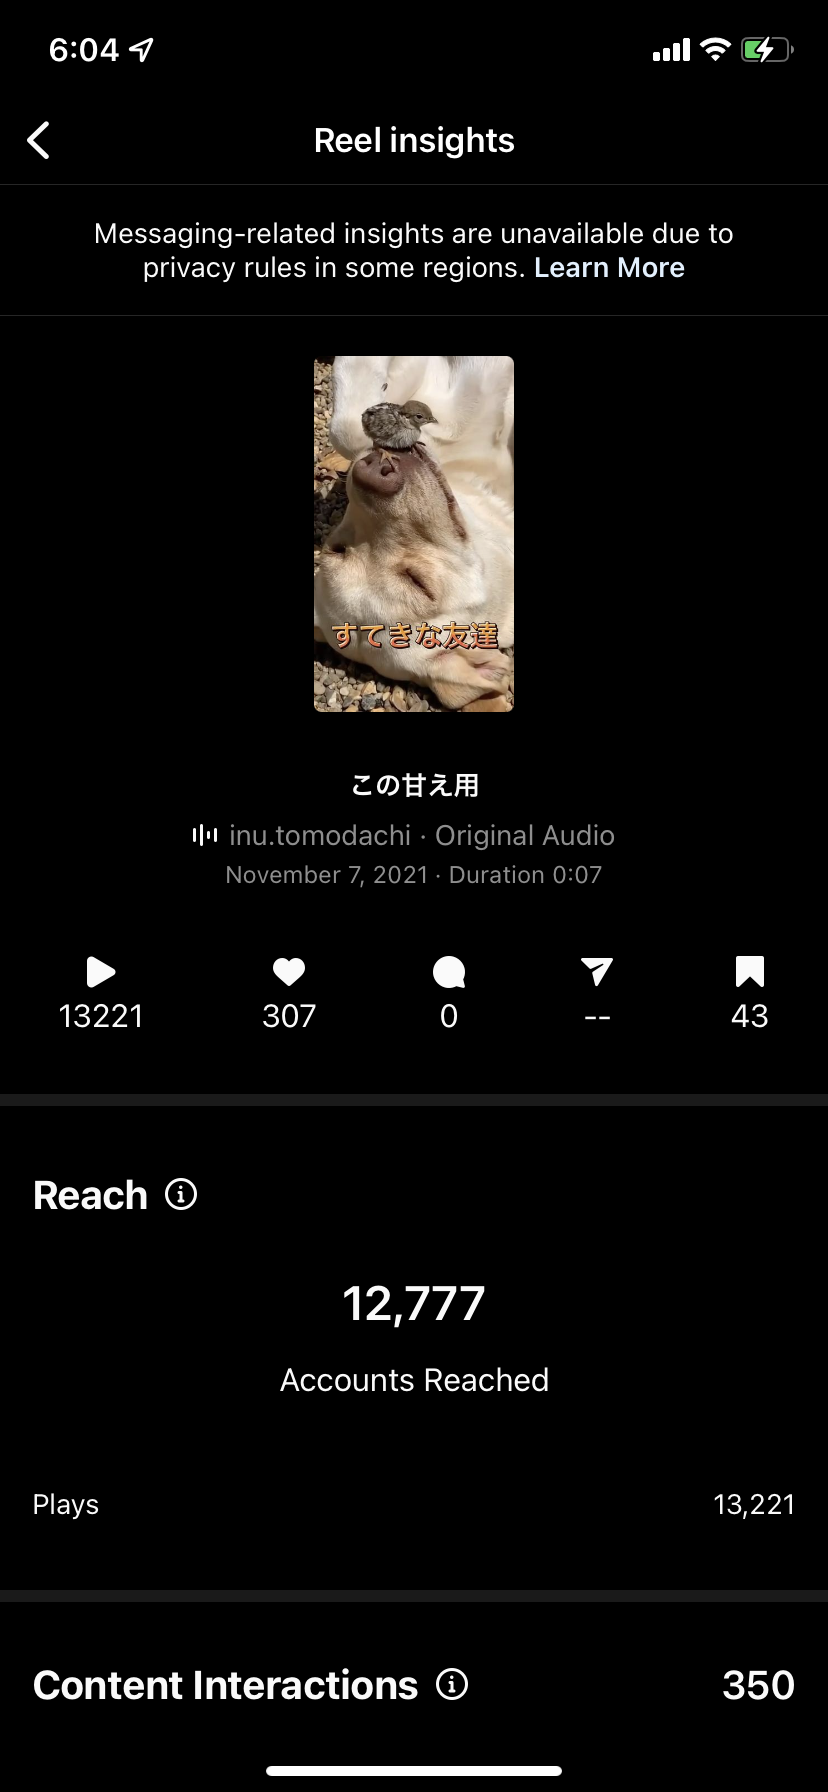 6:04
Reel insights
Messaging-related insights are unavailable due to
privacy rules in some regions. Learn More
すてきな友達
この甘え用
inu.tomodachi · Original Audio
November 7, 2021 · Duration 0:07
13221 307 0 -- 43
Reach
12,777
Accounts Reached
Plays 13,221
Content Interactions 350